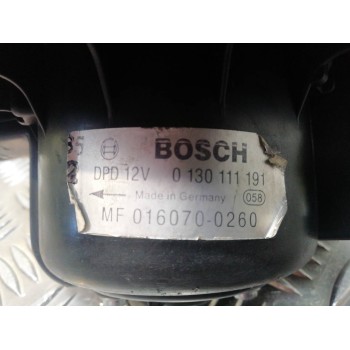 BOSCH
DPD 12V 0 130 111 191
Made in Germany 058
MF 016070-0260